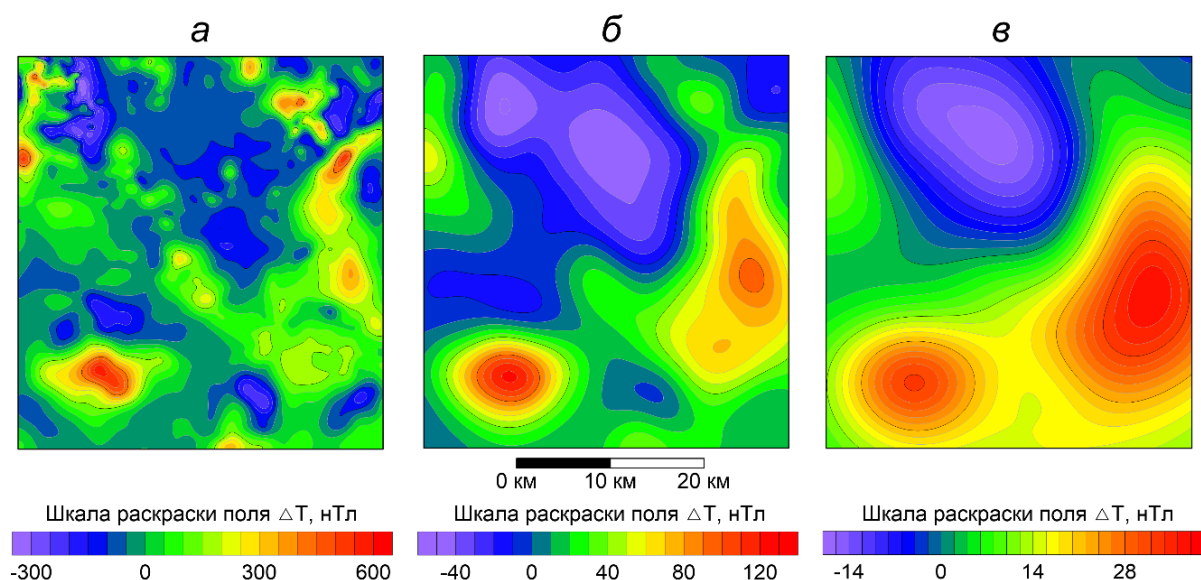 а
б
в
0 км 10 км 20 км
Шкала раскраски поля △T, нТл
-300 0 300 600
Шкала раскраски поля △T, нТл
-40 0 40 80 120
Шкала раскраски поля △T, нТл
-14 0 14 28